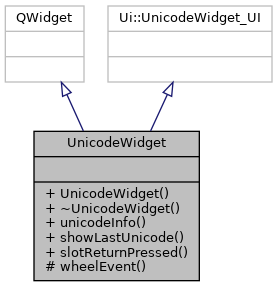 QWidget
Ui::UnicodeWidget_UI
UnicodeWidget
+ UnicodeWidget()
+ ~UnicodeWidget()
+ unicodeInfo()
+ showLastUnicode()
+ slotReturnPressed()
# wheelEvent()